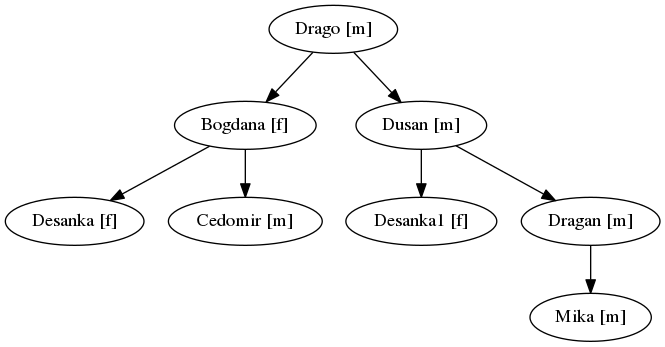 Drago [m]
Bogdana [f]
Dusan [m]
Desanka [f]
Cedomir [m]
Desanka1 [f]
Dragan [m]
Mika [m]